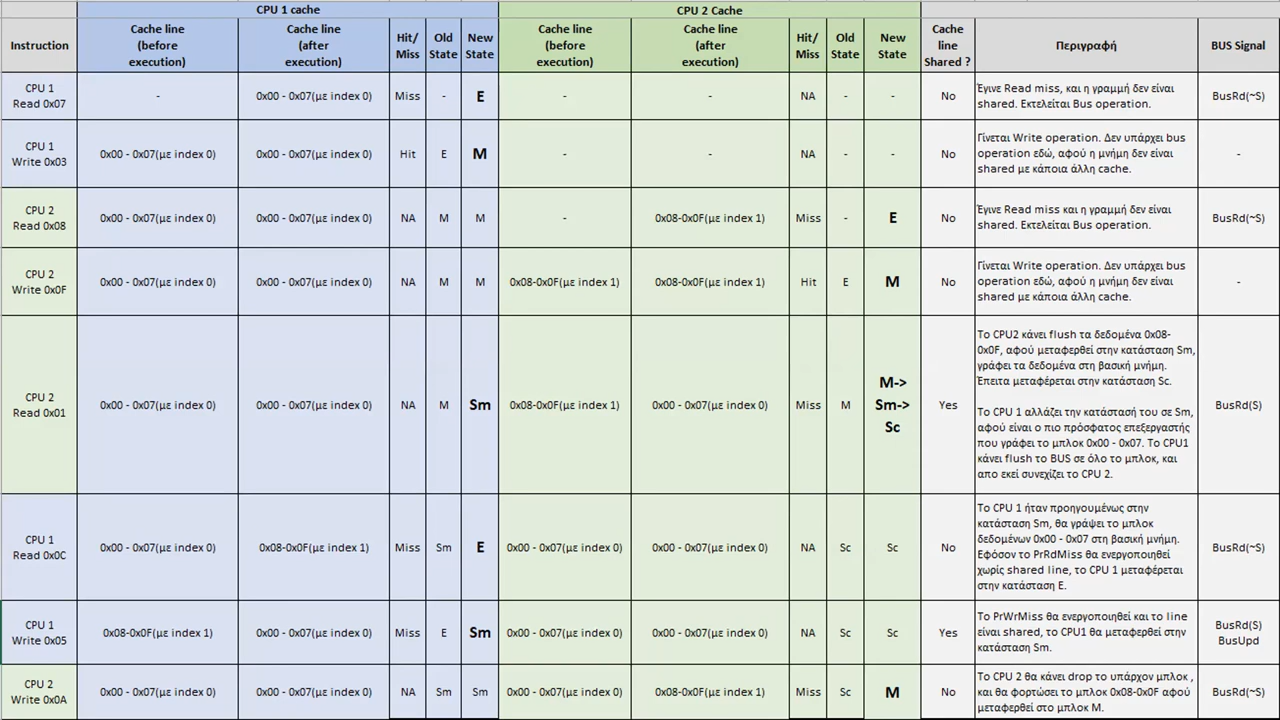 CPU 1 cache
CPU 2 Cache
Instruction
Cache line
(before
execution)
Cache line
(after
execution)
Hit/
Miss
Old
State
New
State
Cache line
(before
execution)
Cache line
(after
execution)
Hit/
Miss
Old
State
New
State
Cache
line
Shared ?
Περιγραφή
BUS Signal
CPU 1
Read 0x07
-
0x00 - 0x07(με index 0)
Miss
-
E
-
-
NA
-
-
No
Έγινε Read miss, και η γραμμή δεν είναι
shared. Εκτελείται Bus operation.
BusRd(~S)
CPU 1
Write 0x03
0x00 - 0x07(με index 0)
0x00 - 0x07(με index 0)
Hit
E
M
-
-
NA
-
-
No
Γίνεται Write operation. Δεν υπάρχει bus
operation εδώ, αφού η μνήμη δεν είναι
shared με κάποια άλλη cache.
-
CPU 2
Read 0x08
0x00 - 0x07(με index 0)
0x00 - 0x07(με index 0)
NA
M
M
-
0x08-0x0F(με index 1)
Miss
-
E
No
Έγινε Read miss και η γραμμή δεν είναι
shared. Εκτελείται Bus operation.
BusRd(~S)
CPU 2
Write 0x0F
0x00 - 0x07(με index 0)
0x00 - 0x07(με index 0)
NA
M
M
0x08-0x0F(με index 1)
0x08-0x0F(με index 1)
Hit
E
M
No
Γίνεται Write operation. Δεν υπάρχει bus
operation εδώ, αφού η μνήμη δεν είναι
shared με κάποια άλλη cache.
-
CPU 2
Read 0x01
0x00 - 0x07(με index 0)
0x00 - 0x07(με index 0)
NA
M
Sm
0x08-0x0F(με index 1)
0x00 - 0x07(με index 0)
Miss
M
M->
Sm->
Sc
Yes
Το CPU2 κάνει flush τα δεδομένα 0x08-
0x0F, αφού μεταφερθεί στην κατάσταση Sm,
γράφει τα δεδομένα στη βασική μνήμη.
Έπειτα μεταφέρεται στην κατάσταση Sc.
Το CPU 1 αλλάζει την κατάστασή του σε Sm,
αφού είναι ο πιο πρόσφατος επεξεργαστής
που γράφει το μπλοκ 0x00 - 0x07. Το CPU1
κάνει flush το BUS σε όλο το μπλοκ, και
απο εκεί συνεχίζει το CPU 2.
BusRd(S)
CPU 1
Read 0x0C
0x00 - 0x07(με index 0)
0x08-0x0F(με index 1)
Miss
Sm
E
0x00 - 0x07(με index 0)
0x00 - 0x07(με index 0)
NA
Sc
Sc
No
Το CPU 1 ήταν προηγουμένως στην
κατάσταση Sm, θα γράψει το μπλοκ
δεδομένων 0x00 - 0x07 στη βασική μνήμη.
Εφόσον το PrRdMiss θα ενεργοποιηθεί
χωρίς shared line, το CPU 1 μεταφέρεται
στην κατάσταση E.
BusRd(~S)
CPU 1
Write 0x05
0x08-0x0F(με index 1)
0x00 - 0x07(με index 0)
Miss
E
Sm
0x00 - 0x07(με index 0)
0x00 - 0x07(με index 0)
NA
Sc
Sc
Yes
Το PrWrMiss θα ενεργοποιηθεί και το line
είναι shared, το CPU1 θα μεταφερθεί στην
κατάσταση Sm.
BusRd(S)
BusUpd
CPU 2
Write 0x0A
0x00 - 0x07(με index 0)
0x00 - 0x07(με index 0)
NA
Sm
Sm
0x00 - 0x07(με index 0)
0x08-0x0F(με index 1)
Miss
Sc
M
No
Το CPU 2 θα κάνει drop το υπάρχον μπλοκ ,
και θα φορτώσει το μπλοκ 0x08-0x0F αφού
μεταφερθεί στο μπλοκ M.
BusRd(~S)